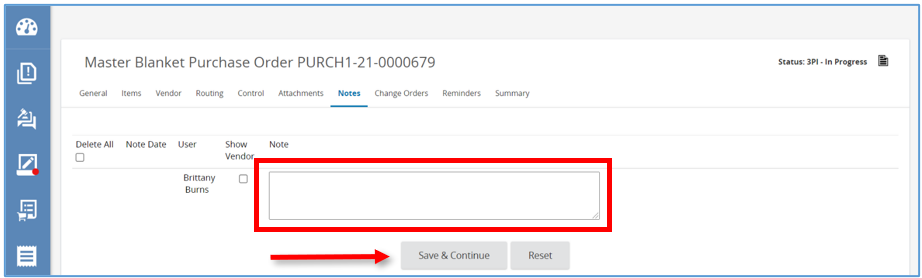 Master Blanket Purchase Order PURCH1-21-0000679
Status: 3PI - In Progress
General Items Vendor Routing Control Attachments Notes Change Orders Reminders Summary
Delete All Note Date User Show Vendor Note
Brittany Burns
Save & Continue Reset